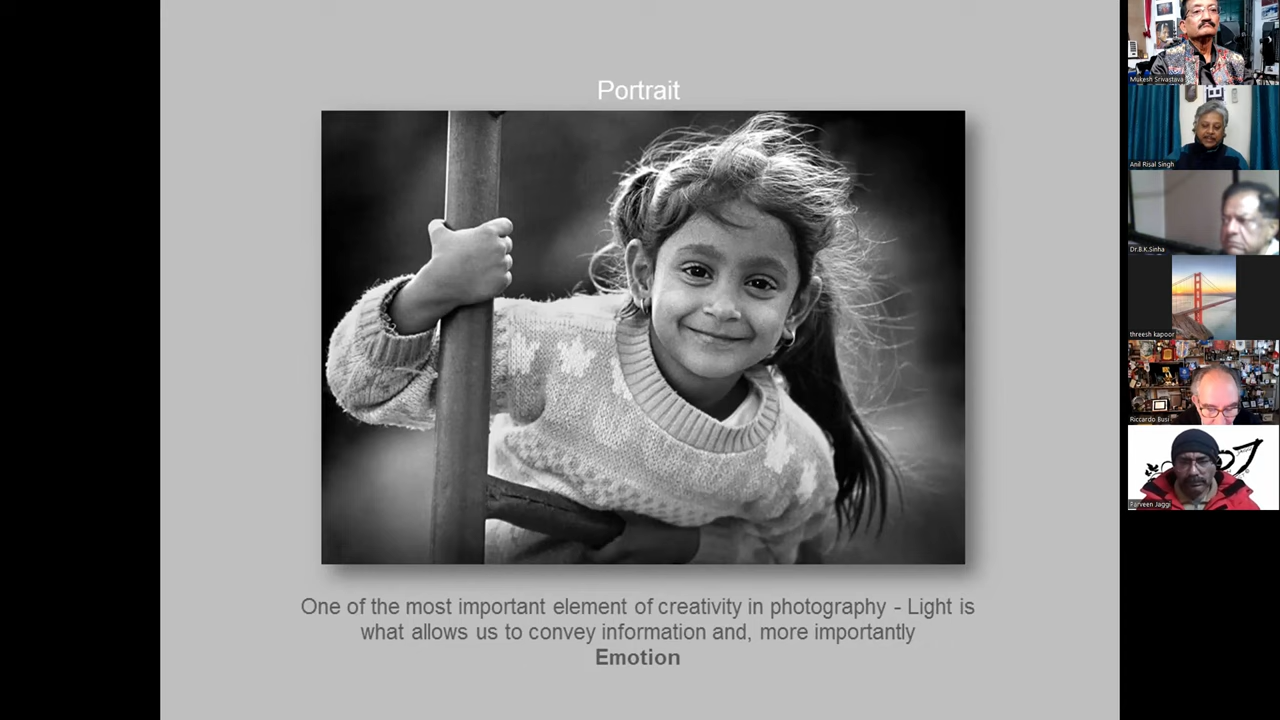 Portrait
One of the most important element of creativity in photography - Light is
what allows us to convey information and, more importantly
Emotion
Mukesh Srivastava
Anil Risal Singh
Dr.B.K.Sinha
threesh kapoor
Riccardo Busi
Parveen Jaggi